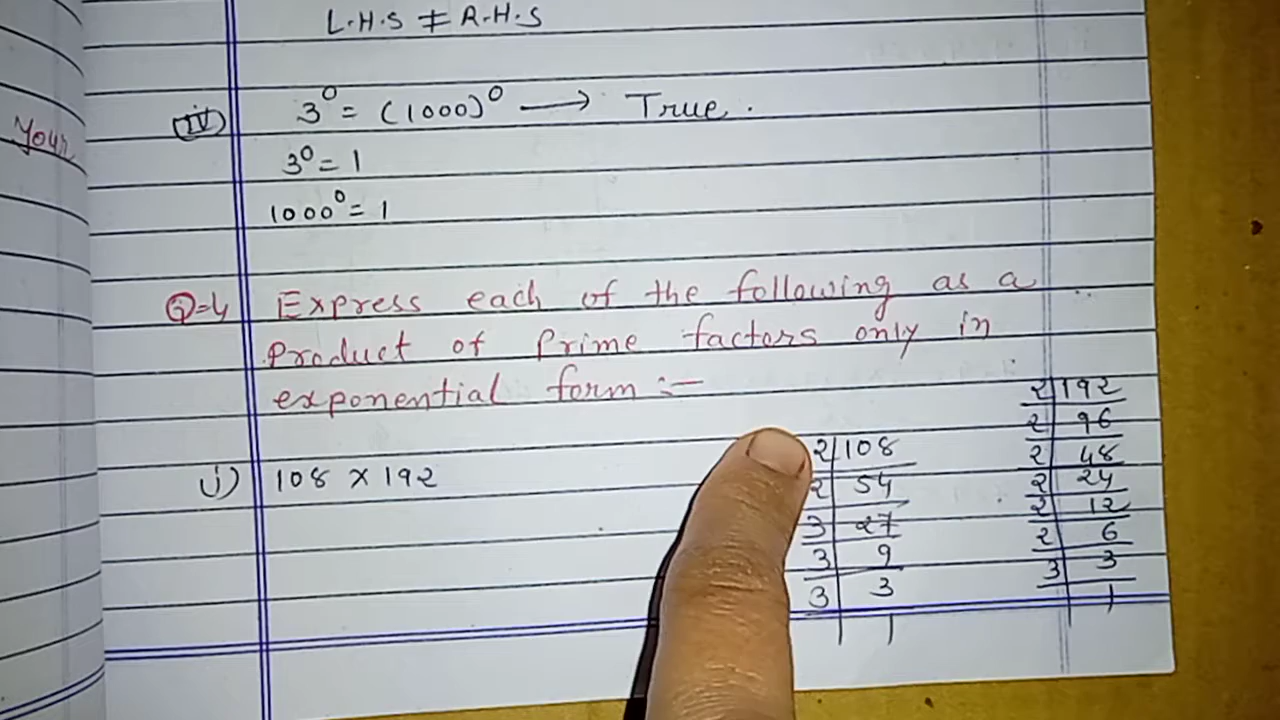 L.H.S ≠ R.H.S
Your
(iv) 3⁰ = (1000)⁰ ⟶ True.
3⁰ = 1
1000⁰ = 1
Q=4 Express each of the following as a
Product of Prime factors only in
exponential form :-
i) 108 x 192
2 | 108
2 | 54
3 | 27
3 | 9
3 | 3
| 1
2 | 192
2 | 96
2 | 48
2 | 24
2 | 12
2 | 6
3 | 3
| 1